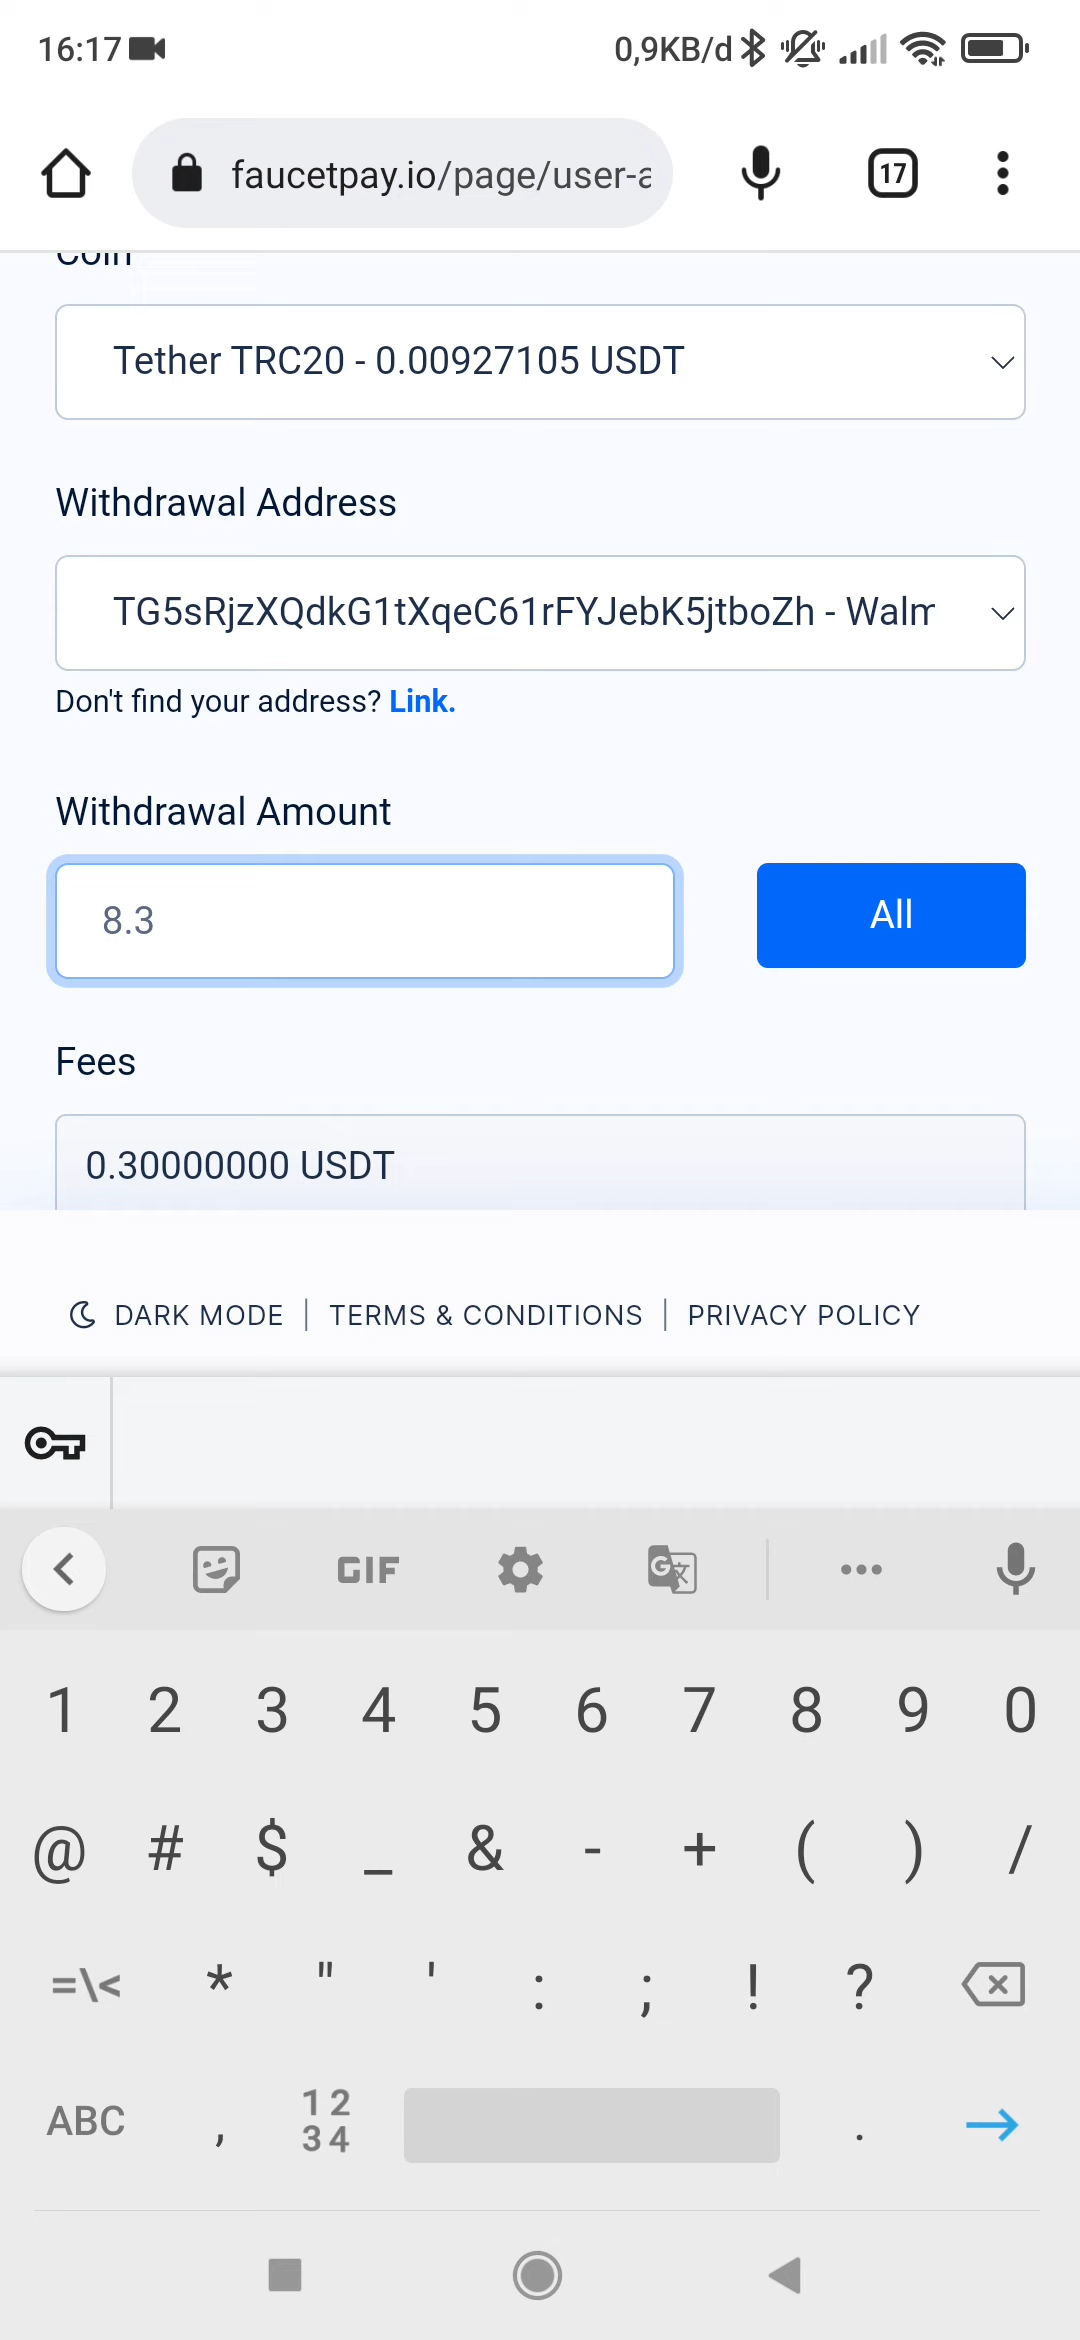 16:17
0,9KB/d
faucetpay.io/page/user-a
17
Coin
Tether TRC20 - 0.00927105 USDT
Withdrawal Address
TG5sRjzXQdkG1tXqeC61rFYJebK5jtboZh - Walm
Don't find your address? Link.
Withdrawal Amount
8.3
All
Fees
0.30000000 USDT
DARK MODE | TERMS & CONDITIONS | PRIVACY POLICY
GIF
G
1 2 3 4 5 6 7 8 9 0
@ # $ _ & - + ( ) /
=\< * " ' : ; ! ?
ABC , 12 34 .